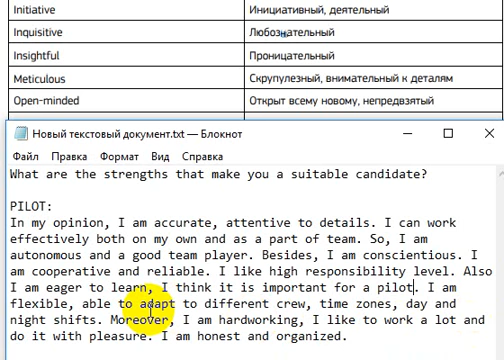 Initiative Инициативный, деятельный
Inquisitive Любознательный
Insightful Проницательный
Meticulous Скрупулезный, внимательный к деталям
Open-minded Открыт всему новому, непредвзятый
Новый текстовый документ.txt — Блокнот
Файл Правка Формат Вид Справка
What are the strengths that make you a suitable candidate?
PILOT:
In my opinion, I am accurate, attentive to details. I can work
effectively both on my own and as a part of team. So, I am
autonomous and a good team player. Besides, I am conscientious. I
am cooperative and reliable. I like high responsibility level. Also
I am eager to learn, I think it is important for a pilot. I am
flexible, able to adapt to different crew, time zones, day and
night shifts. Moreover, I am hardworking, I like to work a lot and
do it with pleasure. I am honest and organized.